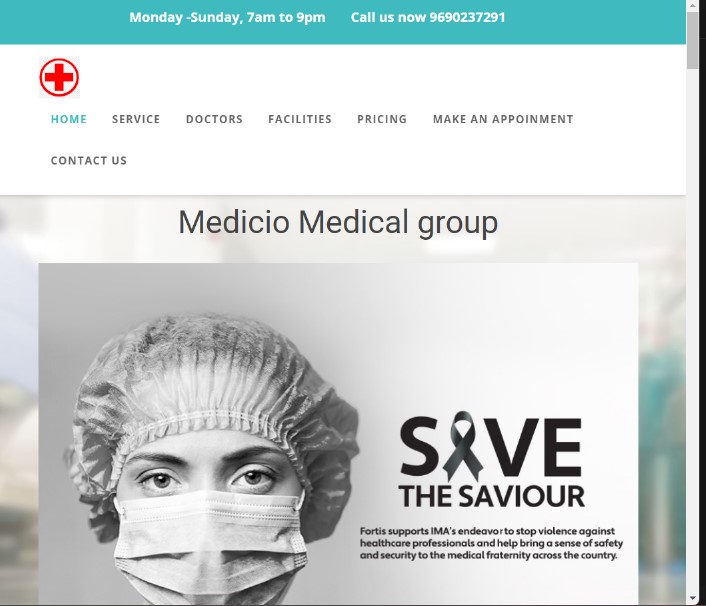 Monday -Sunday, 7am to 9pm Call us now 9690237291
HOME SERVICE DOCTORS FACILITIES PRICING MAKE AN APPOINMENT
CONTACT US
Medicio Medical group
SAVE
THE SAVIOUR
Fortis supports IMA's endeavor to stop violence against
healthcare professionals and help bring a sense of safety
and security to the medical fraternity across the country.